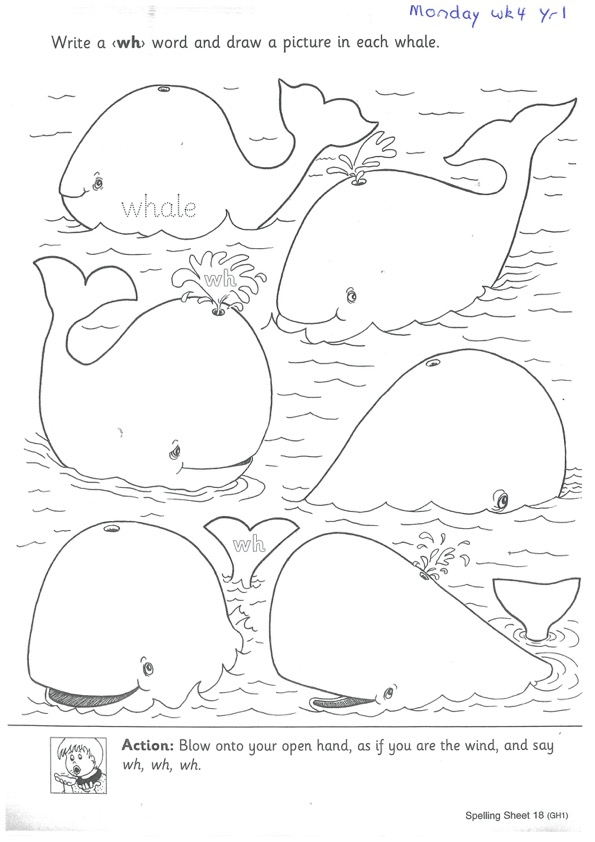 Monday wk4 Yr1
Write a ‹wh› word and draw a picture in each whale.
whale
wh
wh
Action: Blow onto your open hand, as if you are the wind, and say
wh, wh, wh.
Spelling Sheet 18 (GH1)